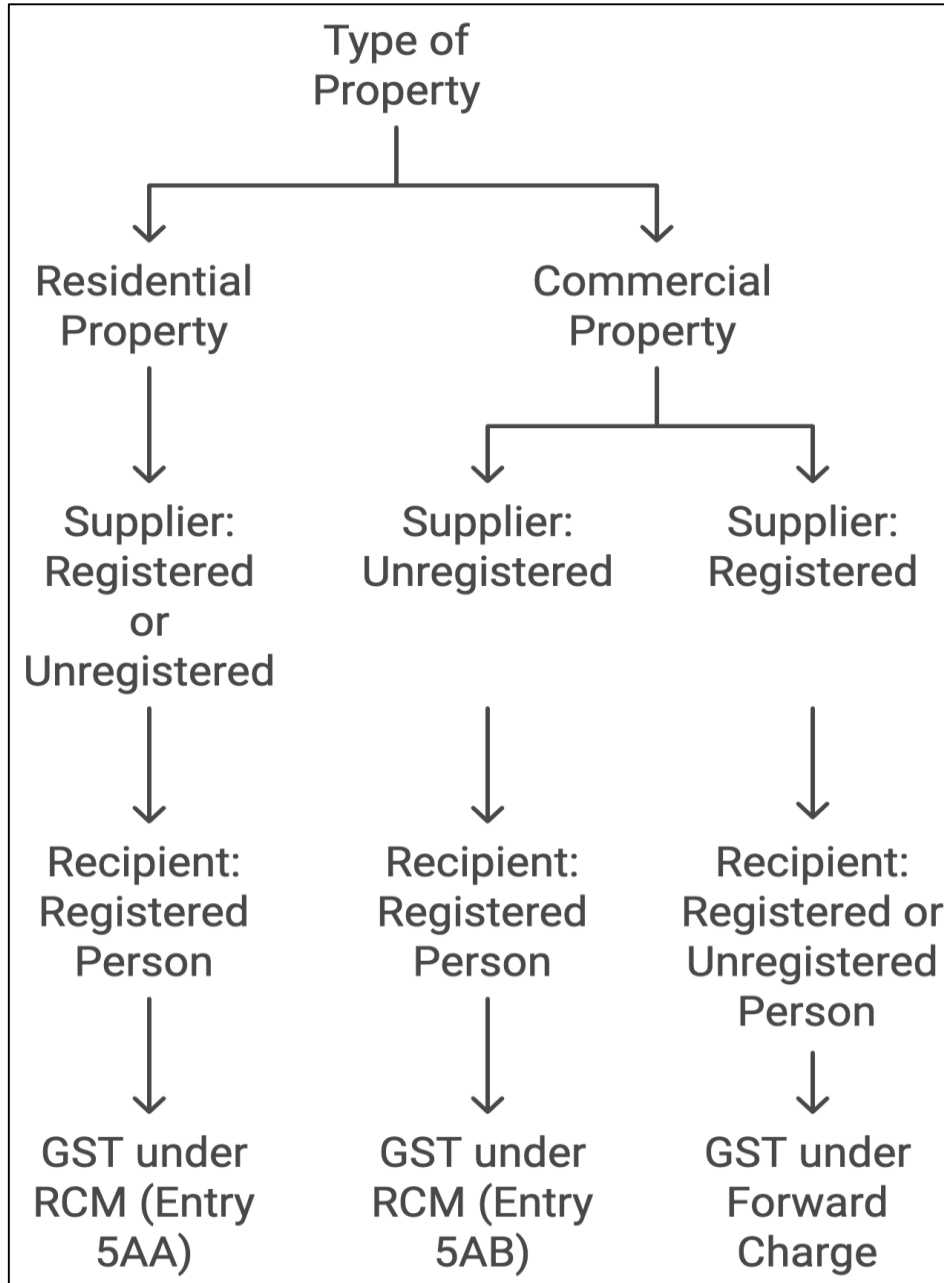 Type of
Property
Residential
Property
Commercial
Property
Supplier:
Registered
or
Unregistered
Supplier:
Unregistered
Supplier:
Registered
Recipient:
Registered
Person
Recipient:
Registered
Person
Recipient:
Registered or
Unregistered
Person
GST under
RCM (Entry
5AA)
GST under
RCM (Entry
5AB)
GST under
Forward
Charge